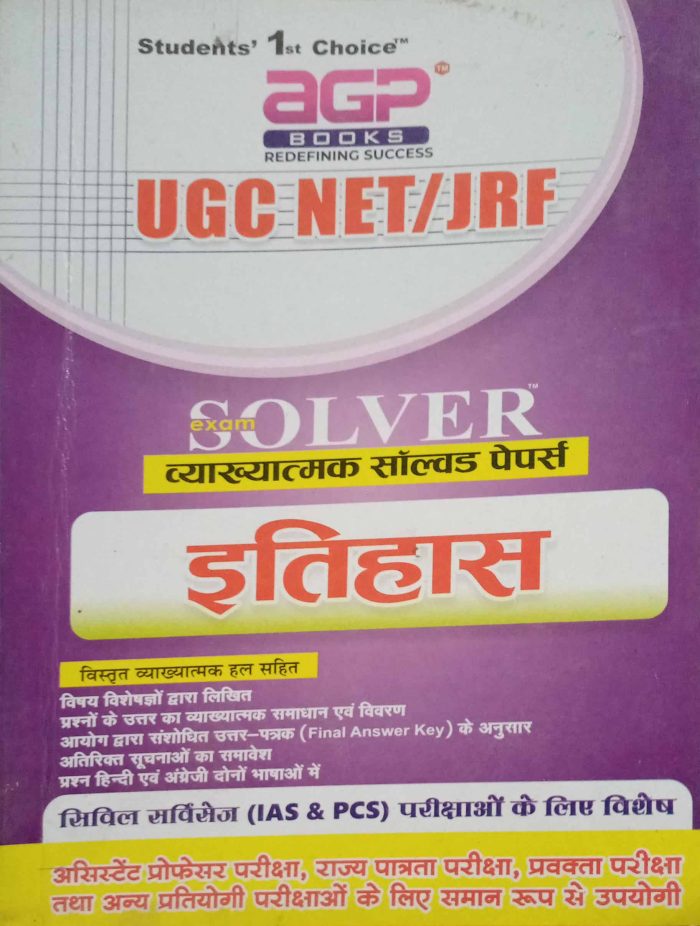 Students' 1st Choice™
AGP™
BOOKS
REDEFINING SUCCESS
UGC NET/JRF
exam SOLVER™
व्याख्यात्मक सॉल्वड पेपर्स
इतिहास
विस्तृत व्याख्यात्मक हल सहित
विषय विशेषज्ञों द्वारा लिखित
प्रश्नों के उत्तर का व्याख्यात्मक समाधान एवं विवरण
आयोग द्वारा संशोधित उत्तर–पत्रक (Final Answer Key) के अनुसार
अतिरिक्त सूचनाओं का समावेश
प्रश्न हिन्दी एवं अंग्रेजी दोनों भाषाओं में
सिविल सर्विसेज (IAS & PCS) परीक्षाओं के लिए विशेष
असिस्टेंट प्रोफेसर परीक्षा, राज्य पात्रता परीक्षा, प्रवक्ता परीक्षा
तथा अन्य प्रतियोगी परीक्षाओं के लिए समान रूप से उपयोगी